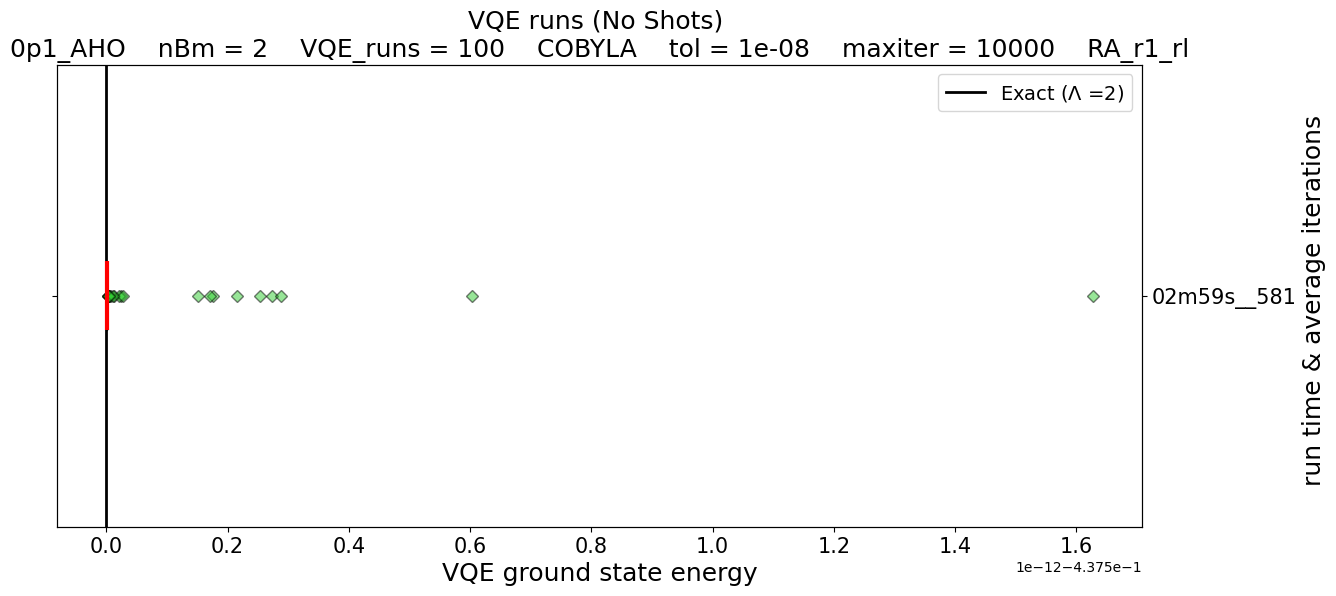 VQE runs (No Shots)
0p1_AHO nBm = 2 VQE_runs = 100 COBYLA tol = 1e-08 maxiter = 10000 RA_r1_rl
Exact (Λ =2)
02m59s__581
run time & average iterations
0.0 0.2 0.4 0.6 0.8 1.0 1.2 1.4 1.6
1e−12−4.375e−1
VQE ground state energy